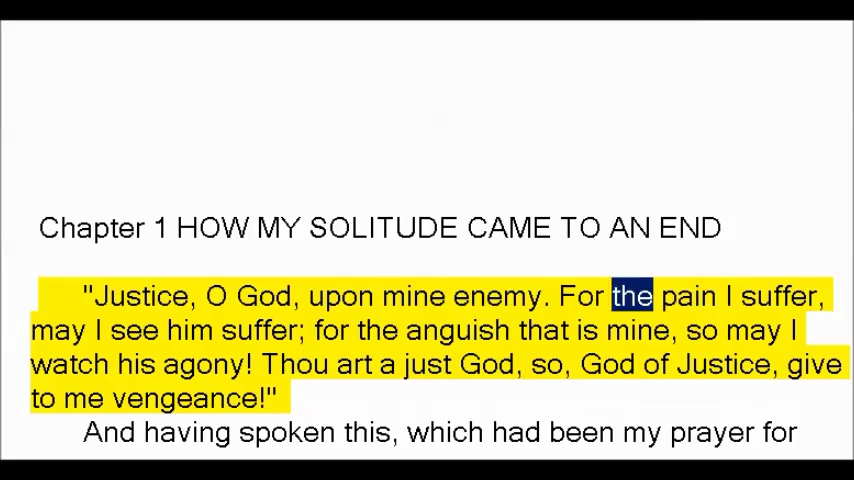 Chapter 1 HOW MY SOLITUDE CAME TO AN END
"Justice, O God, upon mine enemy. For the pain I suffer,
may I see him suffer; for the anguish that is mine, so may I
watch his agony! Thou art a just God, so, God of Justice, give
to me vengeance!"
And having spoken this, which had been my prayer for